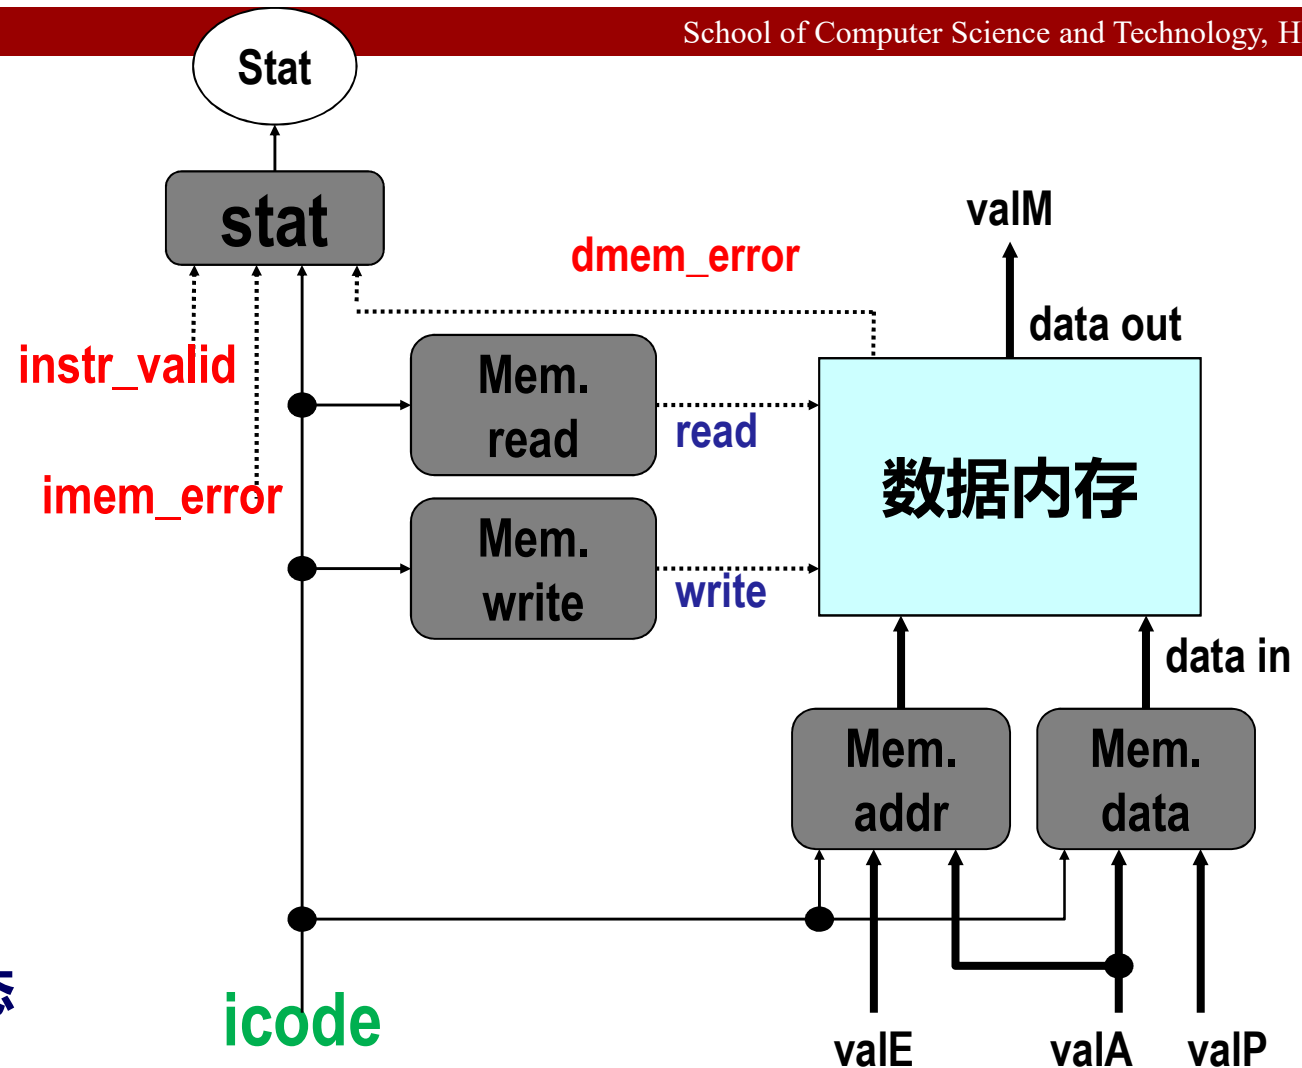 School of Computer Science and Technology, H
Stat
stat
valM
dmem_error
data out
instr_valid
Mem.
read
read
数据内存
imem_error
Mem.
write
write
data in
Mem.
addr
Mem.
data
icode
valE
valA
valP